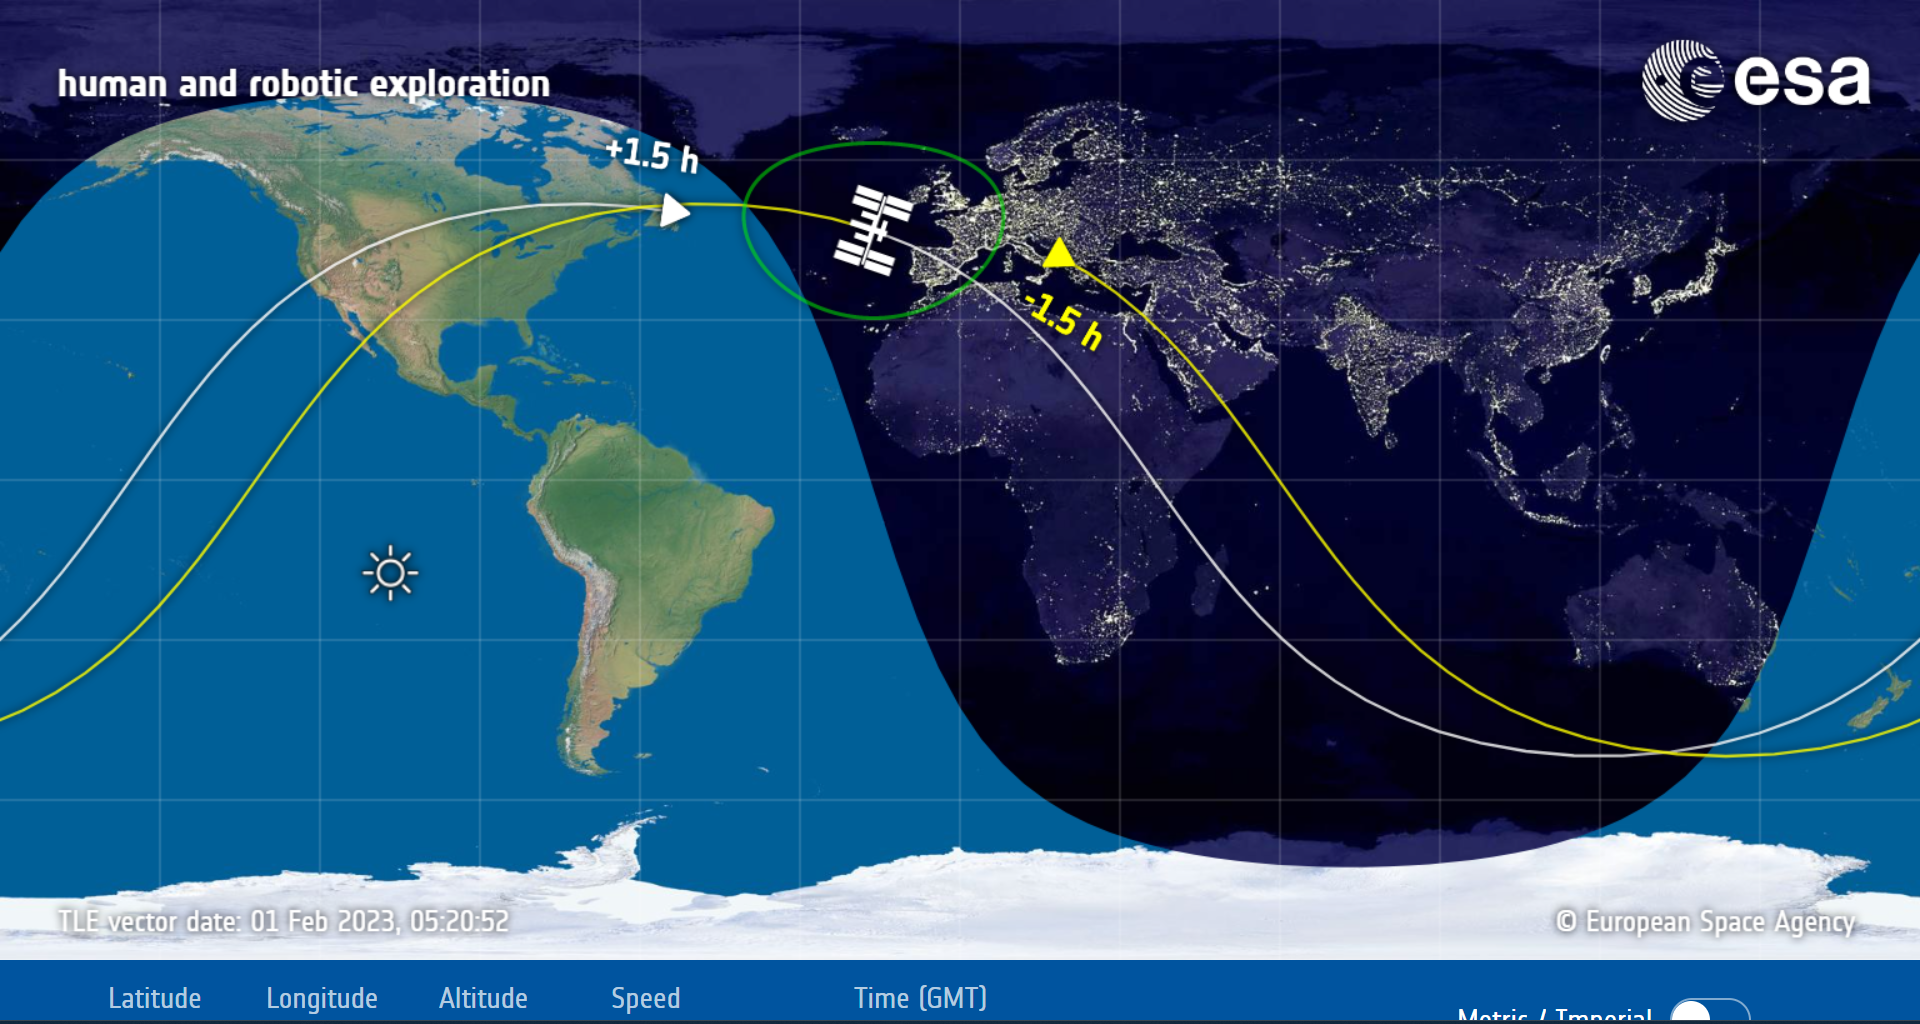 human and robotic exploration
esa
+1.5 h
-1.5 h
TLE vector date: 01 Feb 2023, 05:20:52
© European Space Agency
Latitude Longitude Altitude Speed Time (GMT)
Metric / Imperial